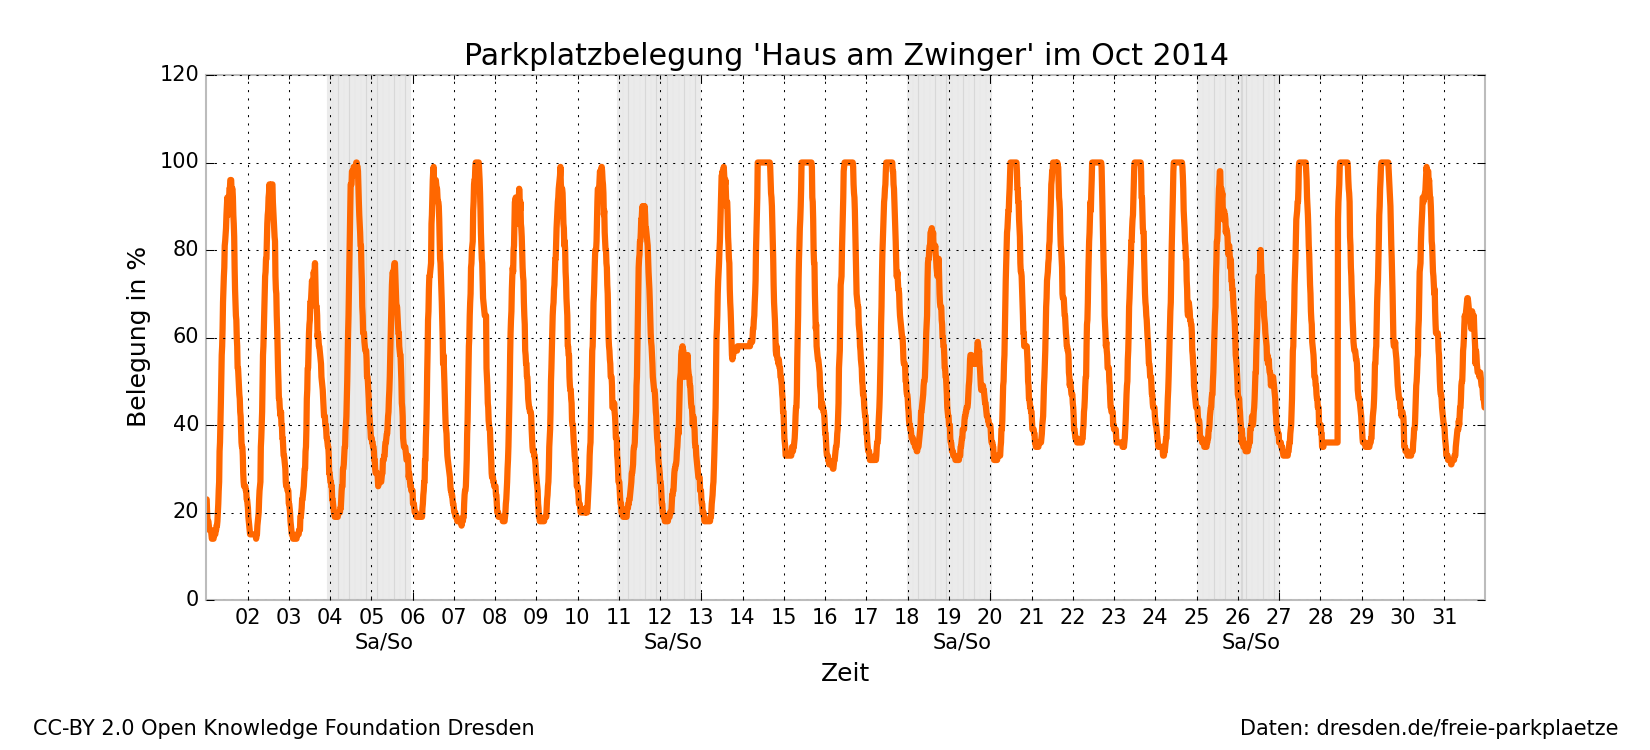 Parkplatzbelegung 'Haus am Zwinger' im Oct 2014
120
100
80
60
40
20
0
Belegung in %
02 03 04 05 06 07 08 09 10 11 12 13 14 15 16 17 18 19 20 21 22 23 24 25 26 27 28 29 30 31
Sa/So Sa/So Sa/So Sa/So
Zeit
CC-BY 2.0 Open Knowledge Foundation Dresden
Daten: dresden.de/freie-parkplaetze